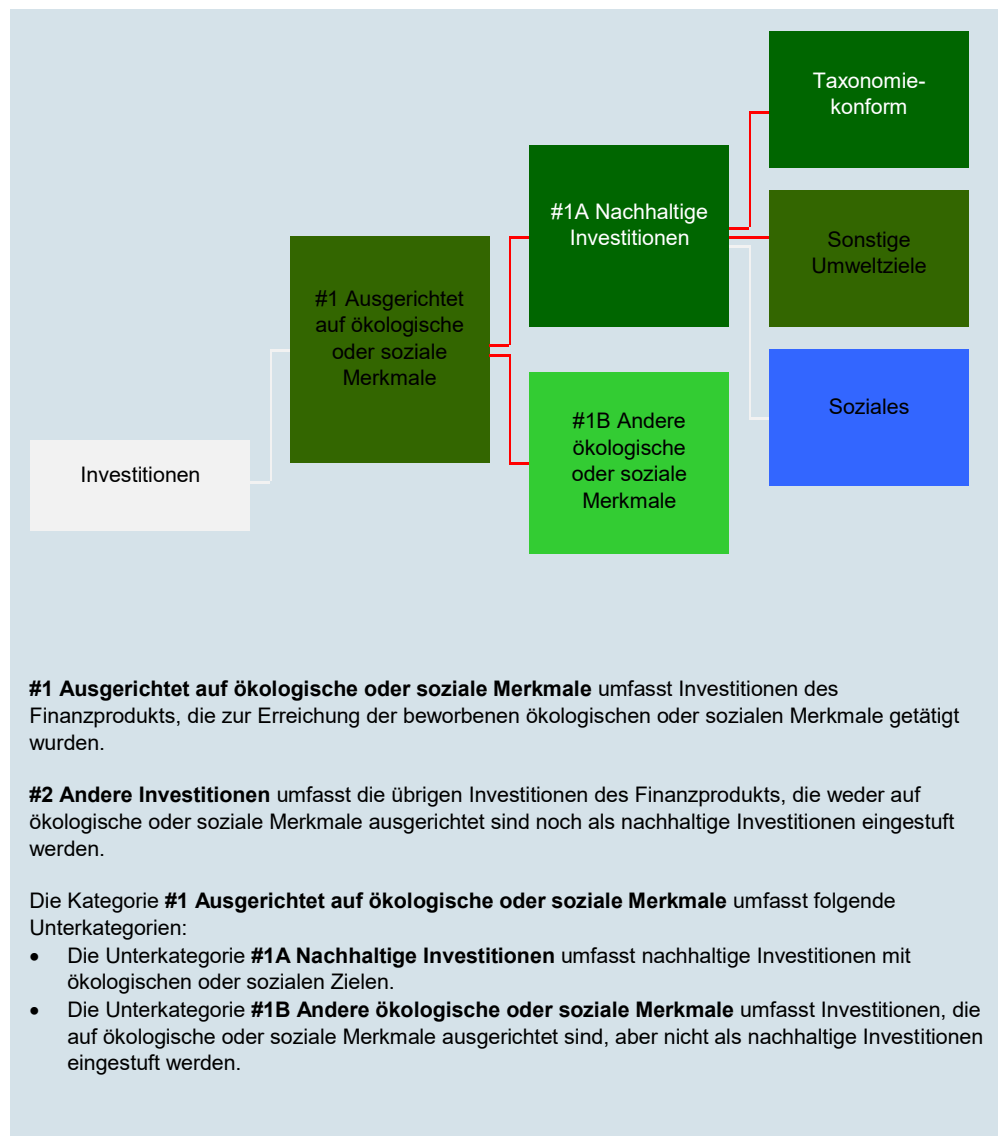 Taxonomie-
konform
#1A Nachhaltige
Investitionen
Sonstige
Umweltziele
#1 Ausgerichtet
auf ökologische
oder soziale
Merkmale
Soziales
#1B Andere
ökologische
oder soziale
Merkmale
Investitionen
#1 Ausgerichtet auf ökologische oder soziale Merkmale umfasst Investitionen des
Finanzprodukts, die zur Erreichung der beworbenen ökologischen oder sozialen Merkmale getätigt
wurden.
#2 Andere Investitionen umfasst die übrigen Investitionen des Finanzprodukts, die weder auf
ökologische oder soziale Merkmale ausgerichtet sind noch als nachhaltige Investitionen eingestuft
werden.
Die Kategorie #1 Ausgerichtet auf ökologische oder soziale Merkmale umfasst folgende
Unterkategorien:
• Die Unterkategorie #1A Nachhaltige Investitionen umfasst nachhaltige Investitionen mit
ökologischen oder sozialen Zielen.
• Die Unterkategorie #1B Andere ökologische oder soziale Merkmale umfasst Investitionen, die
auf ökologische oder soziale Merkmale ausgerichtet sind, aber nicht als nachhaltige Investitionen
eingestuft werden.